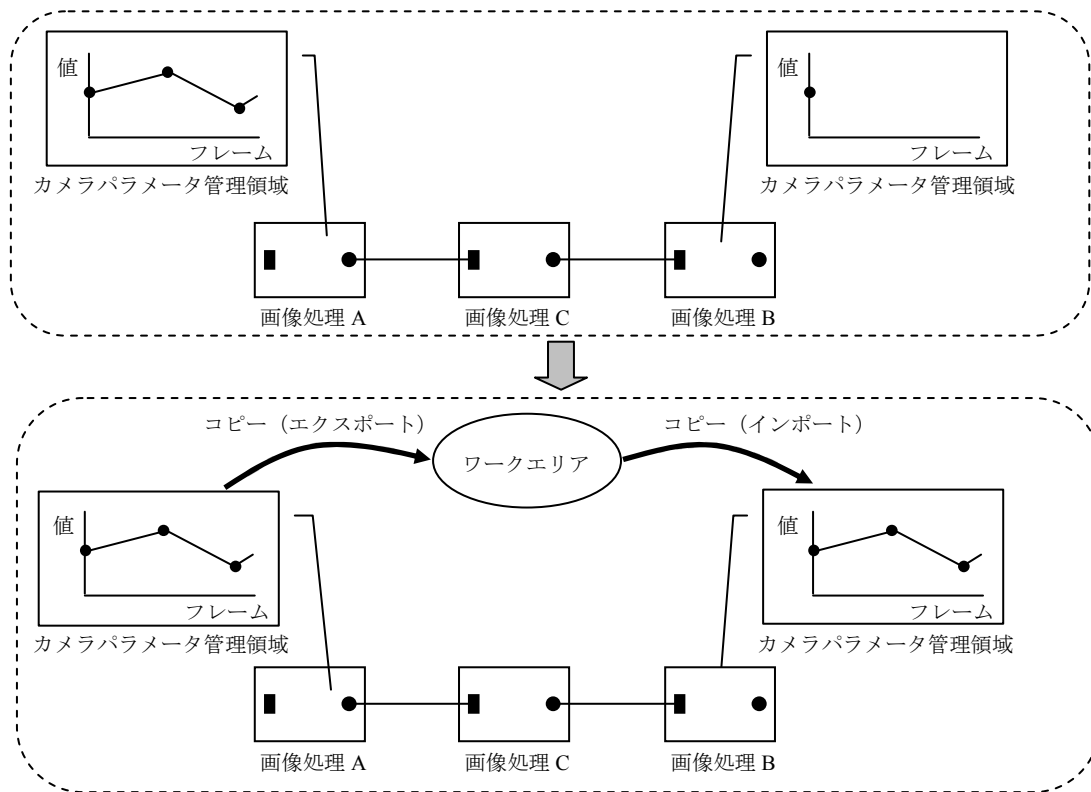 値
フレーム
カメラパラメータ管理領域
値
フレーム
カメラパラメータ管理領域
画像処理 A
画像処理 C
画像処理 B
コピー（エクスポート）
ワークエリア
コピー（インポート）
値
フレーム
カメラパラメータ管理領域
値
フレーム
カメラパラメータ管理領域
画像処理 A
画像処理 C
画像処理 B